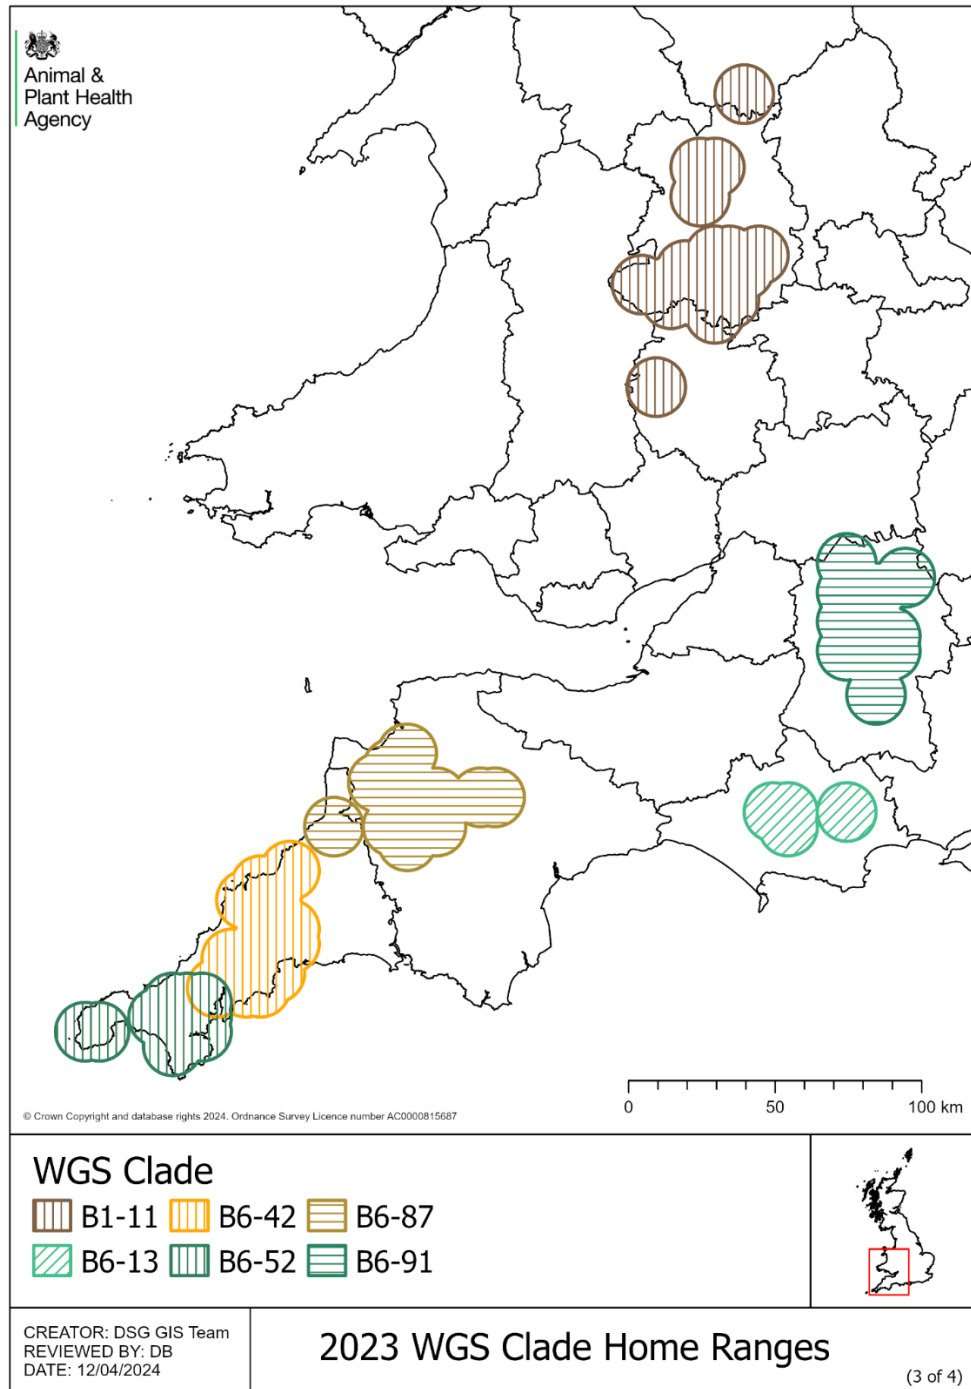 Animal &
Plant Health
Agency
0 50 100 km
© Crown Copyright and database rights 2024. Ordnance Survey Licence number AC0000815687
WGS Clade
B1-11 B6-42 B6-87
B6-13 B6-52 B6-91
CREATOR: DSG GIS Team
REVIEWED BY: DB
DATE: 12/04/2024
2023 WGS Clade Home Ranges
(3 of 4)